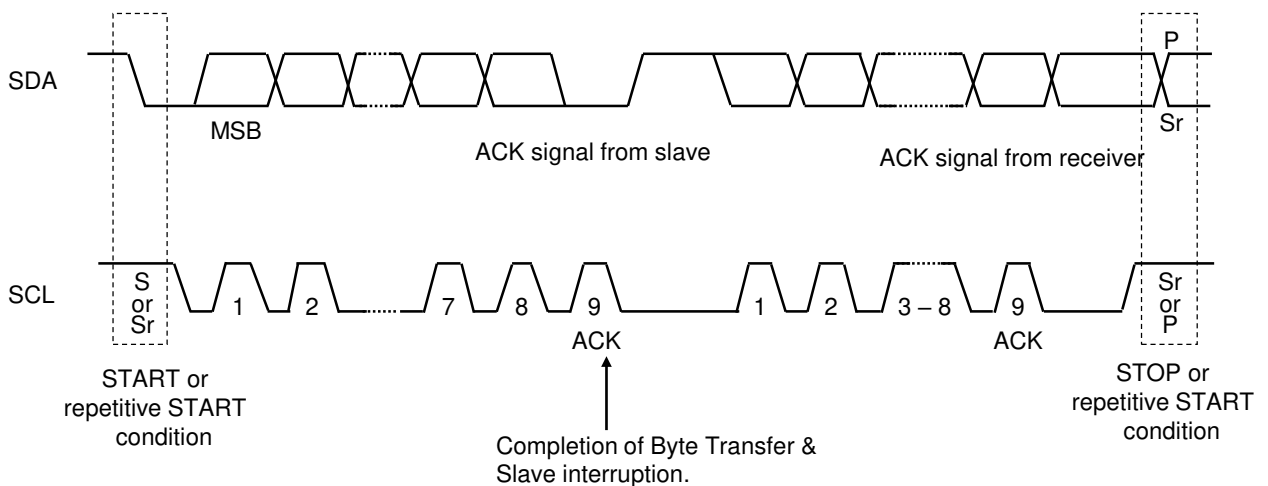 P
SDA
MSB
Sr
ACK signal from slave
ACK signal from receiver
SCL
S
or
Sr
1
2
7
8
9
1
2
3 – 8
9
Sr
or
P
ACK
ACK
START or
repetitive START
condition
STOP or
repetitive START
condition
Completion of Byte Transfer &
Slave interruption.